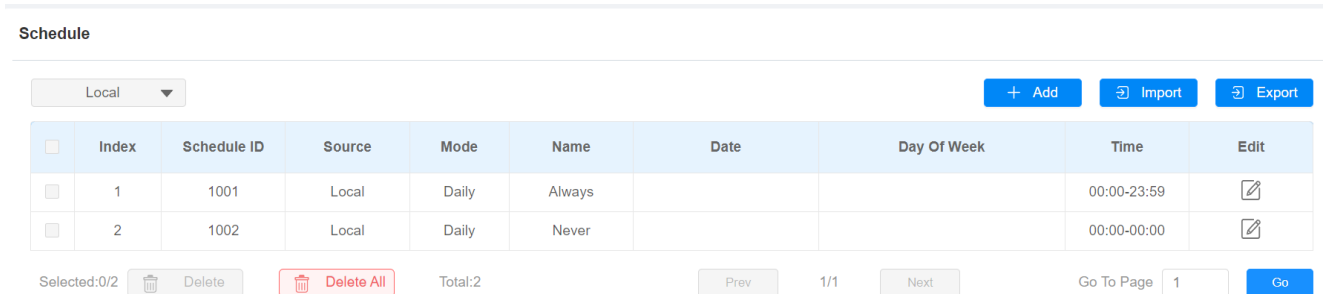 Schedule
Local
Add Import Export
Index Schedule ID Source Mode Name Date Day Of Week Time Edit
1 1001 Local Daily Always 00:00-23:59
2 1002 Local Daily Never 00:00-00:00
Selected:0/2 Delete Delete All Total:2 Prev 1/1 Next Go To Page 1 Go